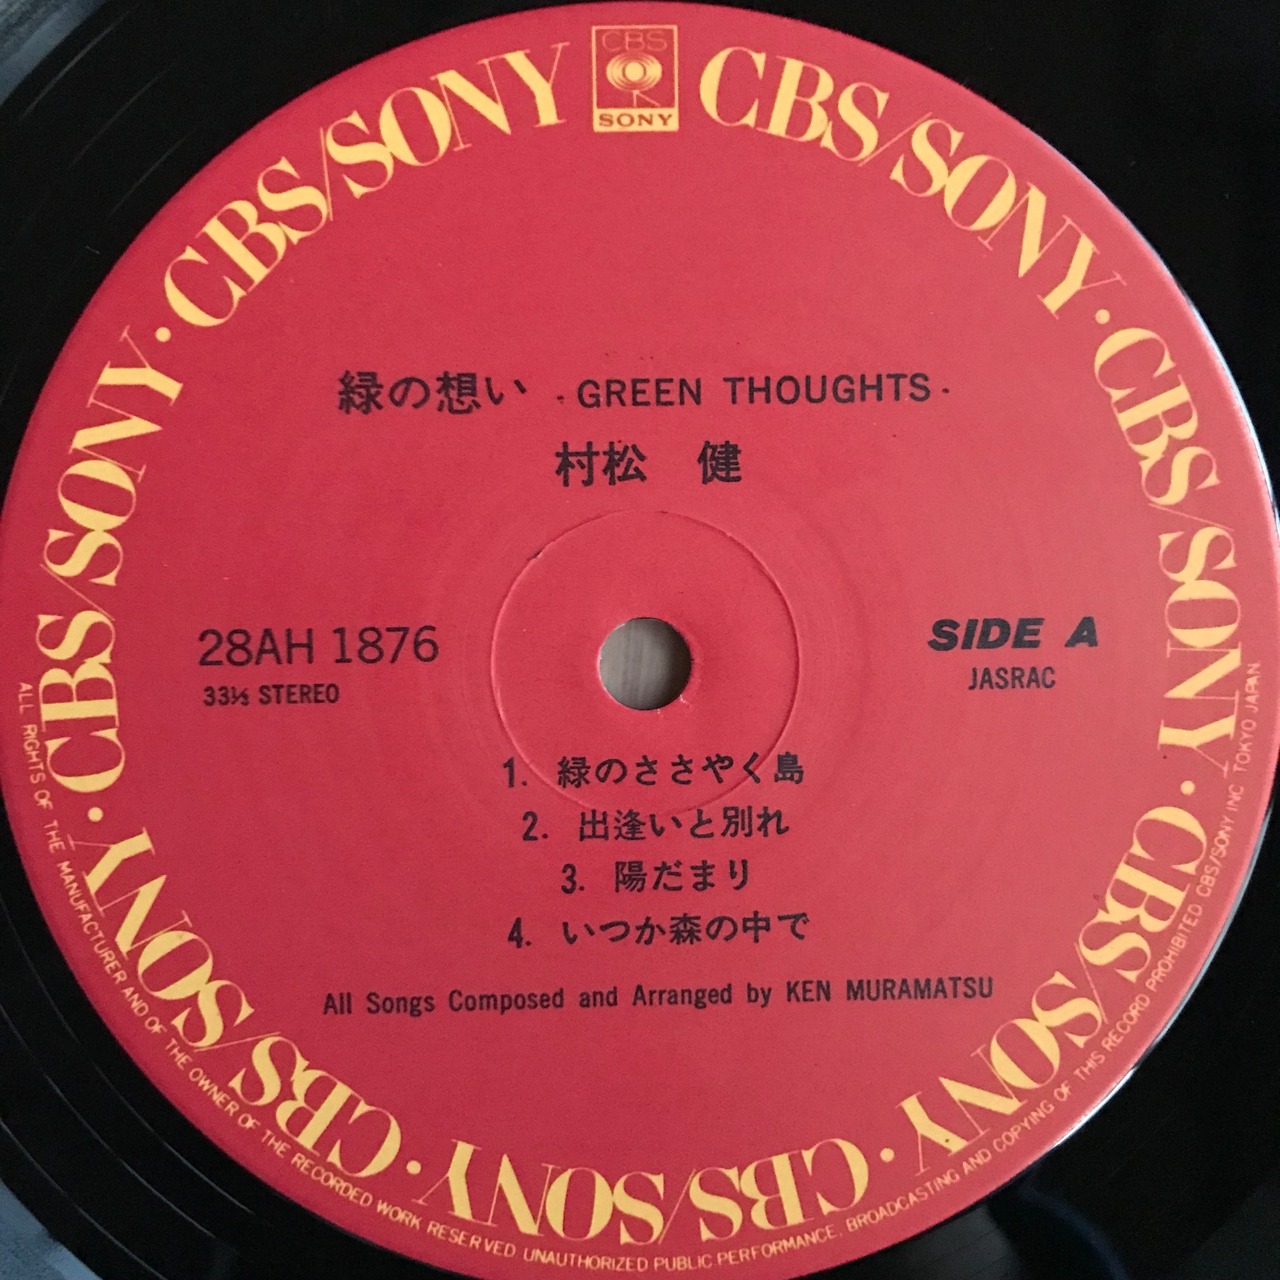 CBS
SONY
CBS/SONY · CBS/SONY · CBS/SONY · CBS/SONY · CBS/SONY · CBS/SONY · CBS/SONY
緑の想い -GREEN THOUGHTS-
村松 健
28AH 1876
33⅓ STEREO
SIDE A
JASRAC
1. 緑のささやく島
2. 出逢いと別れ
3. 陽だまり
4. いつか森の中で
All Songs Composed and Arranged by KEN MURAMATSU
ALL RIGHTS OF THE MANUFACTURER AND OF THE OWNER OF THE RECORDED WORK RESERVED UNAUTHORIZED PUBLIC PERFORMANCE. BROADCASTING AND COPYING OF THIS RECORD PROHIBITED CBS/SONY INC TOKYO JAPAN